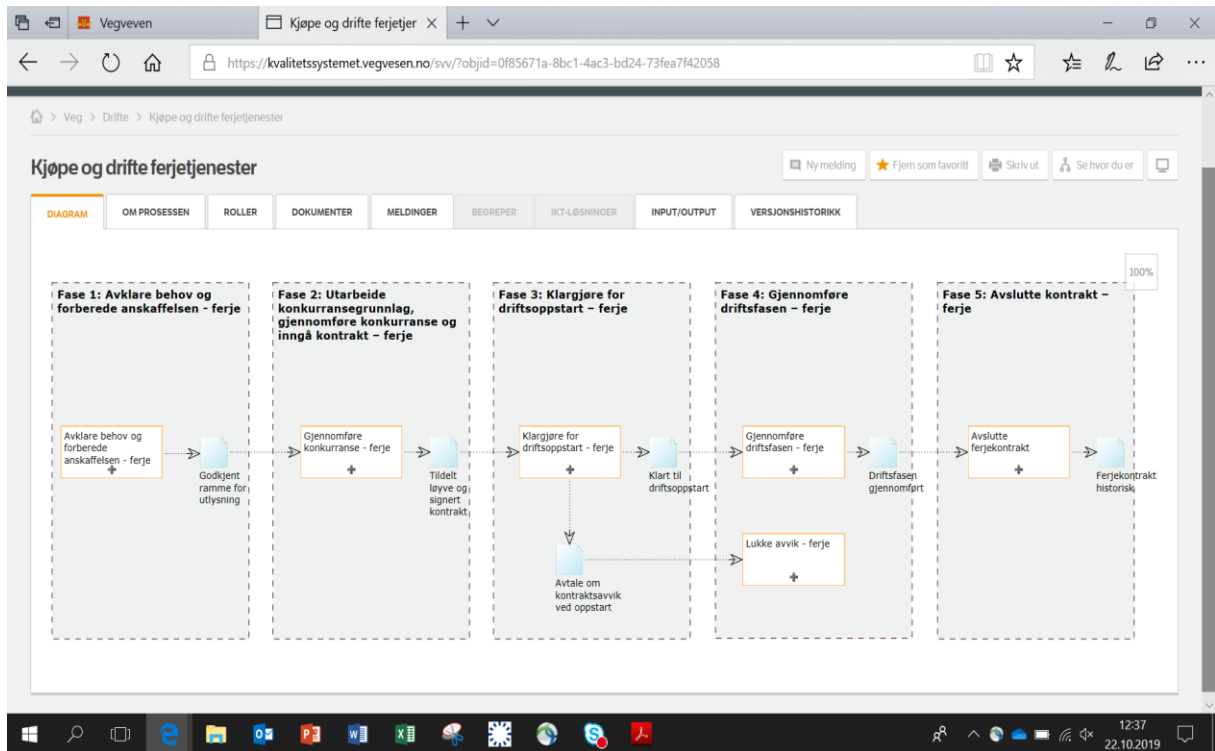 Vegveven
Kjøpe og drifte ferjetjer
https://kvalitetssystemet.vegvesen.no/svv/?objid=0f85671a-8bc1-4ac3-bd24-73fea7f42058
> Veg > Drifte > Kjøpe og drifte ferjetjenester
Kjøpe og drifte ferjetjenester
Ny melding
Fjern som favoritt
Skriv ut
Se hvor du er
DIAGRAM
OM PROSESSEN
ROLLER
DOKUMENTER
MELDINGER
BEGREPER
IKT-LØSNINGER
INPUT/OUTPUT
VERSJONSHISTORIKK
100%
Fase 1: Avklare behov og
forberede anskaffelsen - ferje
Avklare behov og
forberede
anskaffelsen - ferje
Godkjent
ramme for
utlysning
Fase 2: Utarbeide
konkurransegrunnlag,
gjennomføre konkurranse og
inngå kontrakt – ferje
Gjennomføre
konkurranse - ferje
Tildelt
løyve og
signert
kontrakt
Fase 3: Klargjøre for
driftsoppstart – ferje
Klargjøre for
driftsoppstart - ferje
Klart til
driftsoppstart
Avtale om
kontraktsavvik
ved oppstart
Fase 4: Gjennomføre
driftsfasen – ferje
Gjennomføre
driftsfasen - ferje
Driftsfasen
gjennomført
Lukke avvik - ferje
Fase 5: Avslutte kontrakt –
ferje
Avslutte
ferjekontrakt
Ferjekontrakt
historisk
12:37
22.10.2019